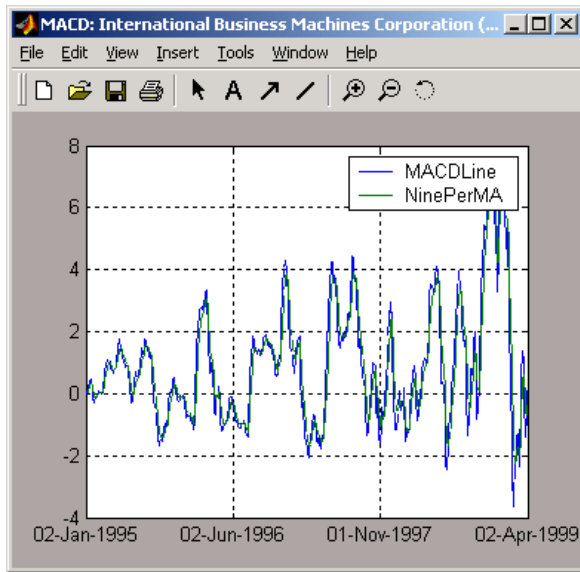 MACD: International Business Machines Corporation (...
File Edit View Insert Tools Window Help
A
8
MACDLine
NinePerMA
6
4
2
0
-2
-4
02-Jan-1995 02-Jun-1996 01-Nov-1997 02-Apr-1999